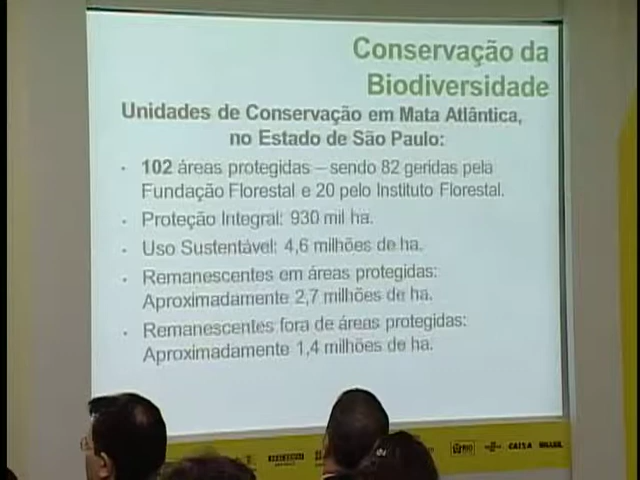 Conservação da
Biodiversidade
Unidades de Conservação em Mata Atlântica,
no Estado de São Paulo:
· 102 áreas protegidas – sendo 82 geridas pela
Fundação Florestal e 20 pelo Instituto Florestal.
· Proteção Integral: 930 mil ha.
· Uso Sustentável: 4,6 milhões de ha.
· Remanescentes em áreas protegidas:
Aproximadamente 2,7 milhões de ha.
· Remanescentes fora de áreas protegidas:
Aproximadamente 1,4 milhões de ha.
RIO CAIXA BRASIL